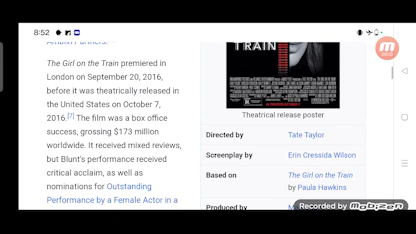 8:52
Amblin Partners.
The Girl on the Train premiered in
London on September 20, 2016,
before it was theatrically released in
the United States on October 7,
2016.[7] The film was a box office
success, grossing $173 million
worldwide. It received mixed reviews,
but Blunt's performance received
critical acclaim, as well as
nominations for Outstanding
Performance by a Female Actor in a
TRAIN
Theatrical release poster
Directed by Tate Taylor
Screenplay by Erin Cressida Wilson
Based on The Girl on the Train
by Paula Hawkins
Produced by
Recorded by Mobizen